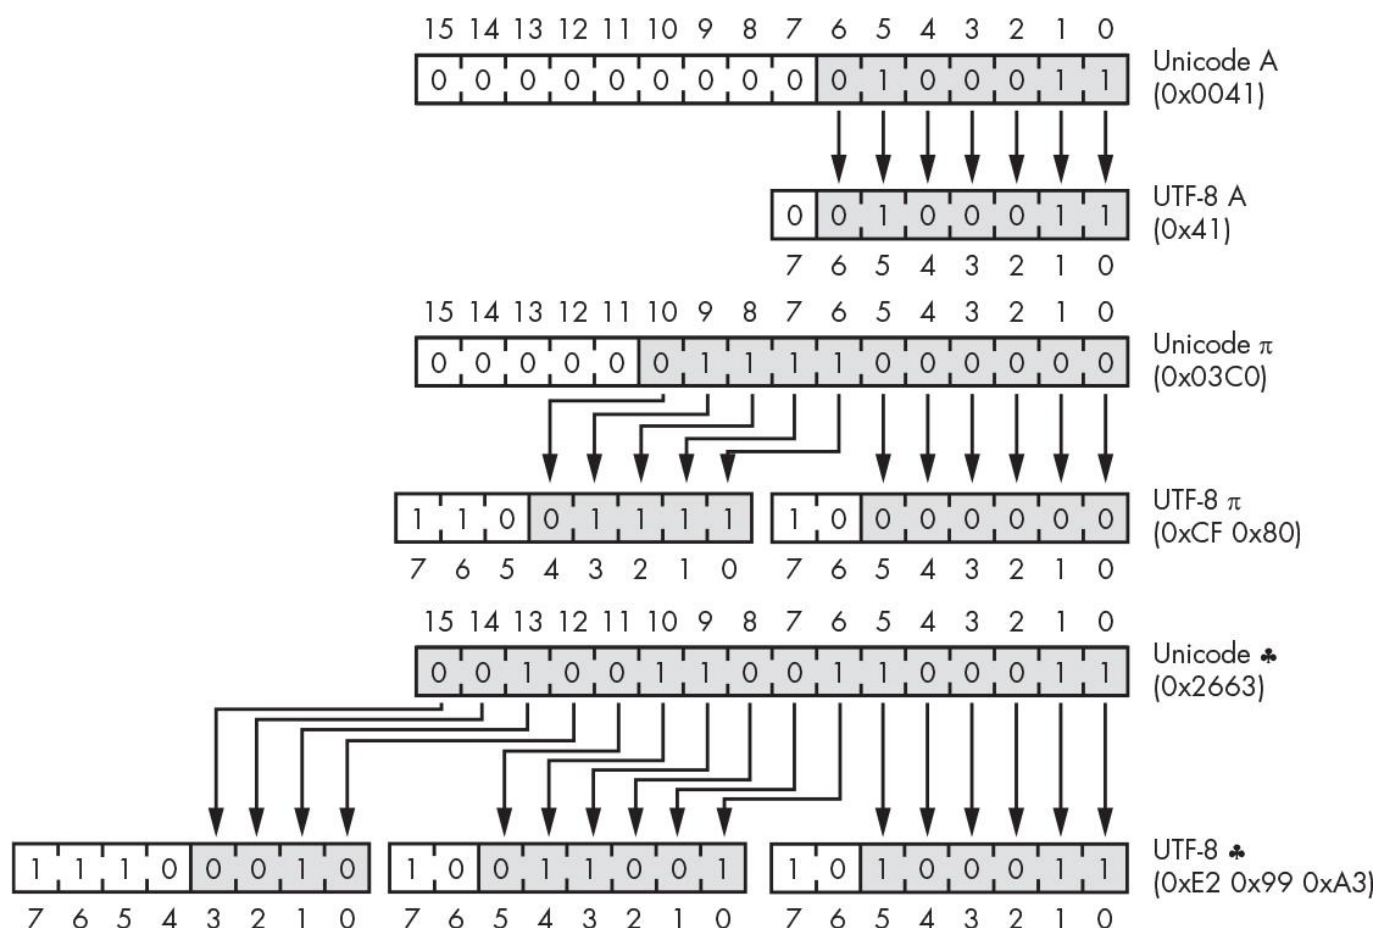 15 14 13 12 11 10 9 8 7 6 5 4 3 2 1 0
0 0 0 0 0 0 0 0 0 0 1 0 0 0 1 1
Unicode A
(0x0041)
0 0 1 0 0 0 1 1
UTF-8 A
(0x41)
7 6 5 4 3 2 1 0
15 14 13 12 11 10 9 8 7 6 5 4 3 2 1 0
0 0 0 0 0 0 1 1 1 1 0 0 0 0 0 0
Unicode π
(0x03C0)
1 1 0 0 1 1 1 1 1 0 0 0 0 0 0 0
UTF-8 π
(0xCF 0x80)
7 6 5 4 3 2 1 0 7 6 5 4 3 2 1 0
15 14 13 12 11 10 9 8 7 6 5 4 3 2 1 0
0 0 1 0 0 1 1 0 0 1 1 0 0 0 1 1
Unicode ♣
(0x2663)
1 1 1 0 0 0 1 0 1 0 0 1 1 0 0 1 1 0 1 0 0 0 1 1
UTF-8 ♣
(0xE2 0x99 0xA3)
7 6 5 4 3 2 1 0 7 6 5 4 3 2 1 0 7 6 5 4 3 2 1 0